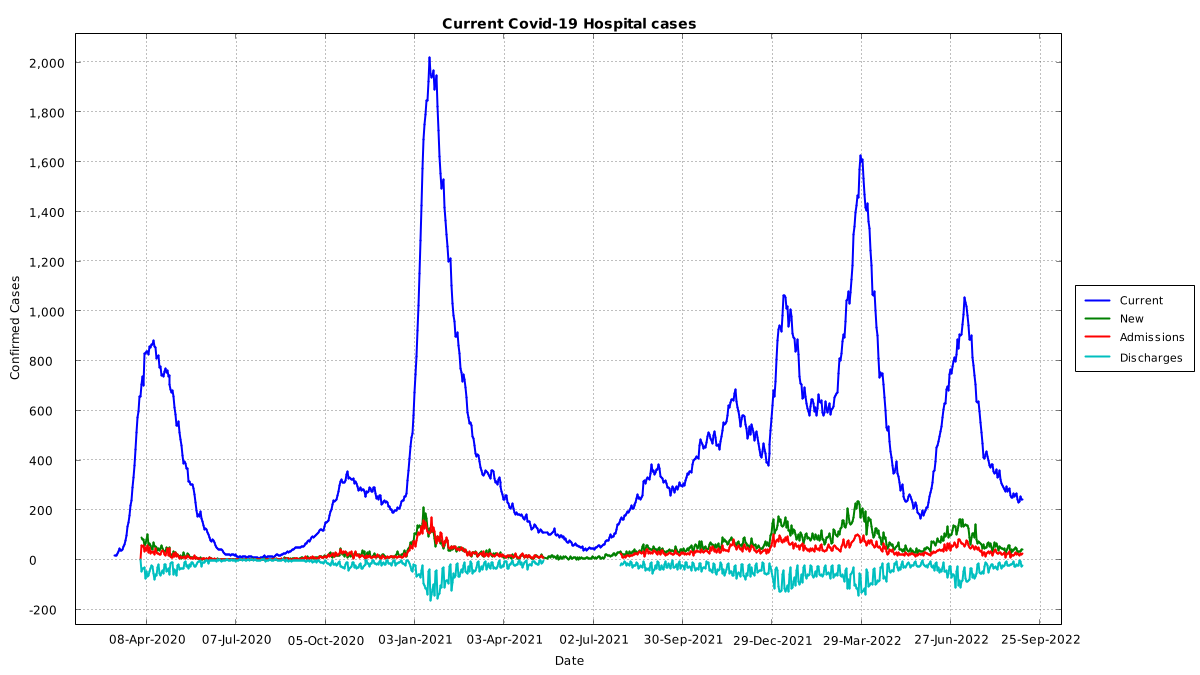 Current Covid-19 Hospital cases
2,000
1,800
1,600
1,400
1,200
1,000
800
600
400
200
0
-200
Confirmed Cases
08-Apr-2020 07-Jul-2020 05-Oct-2020 03-Jan-2021 03-Apr-2021 02-Jul-2021 30-Sep-2021 29-Dec-2021 29-Mar-2022 27-Jun-2022 25-Sep-2022
Date
Current
New
Admissions
Discharges